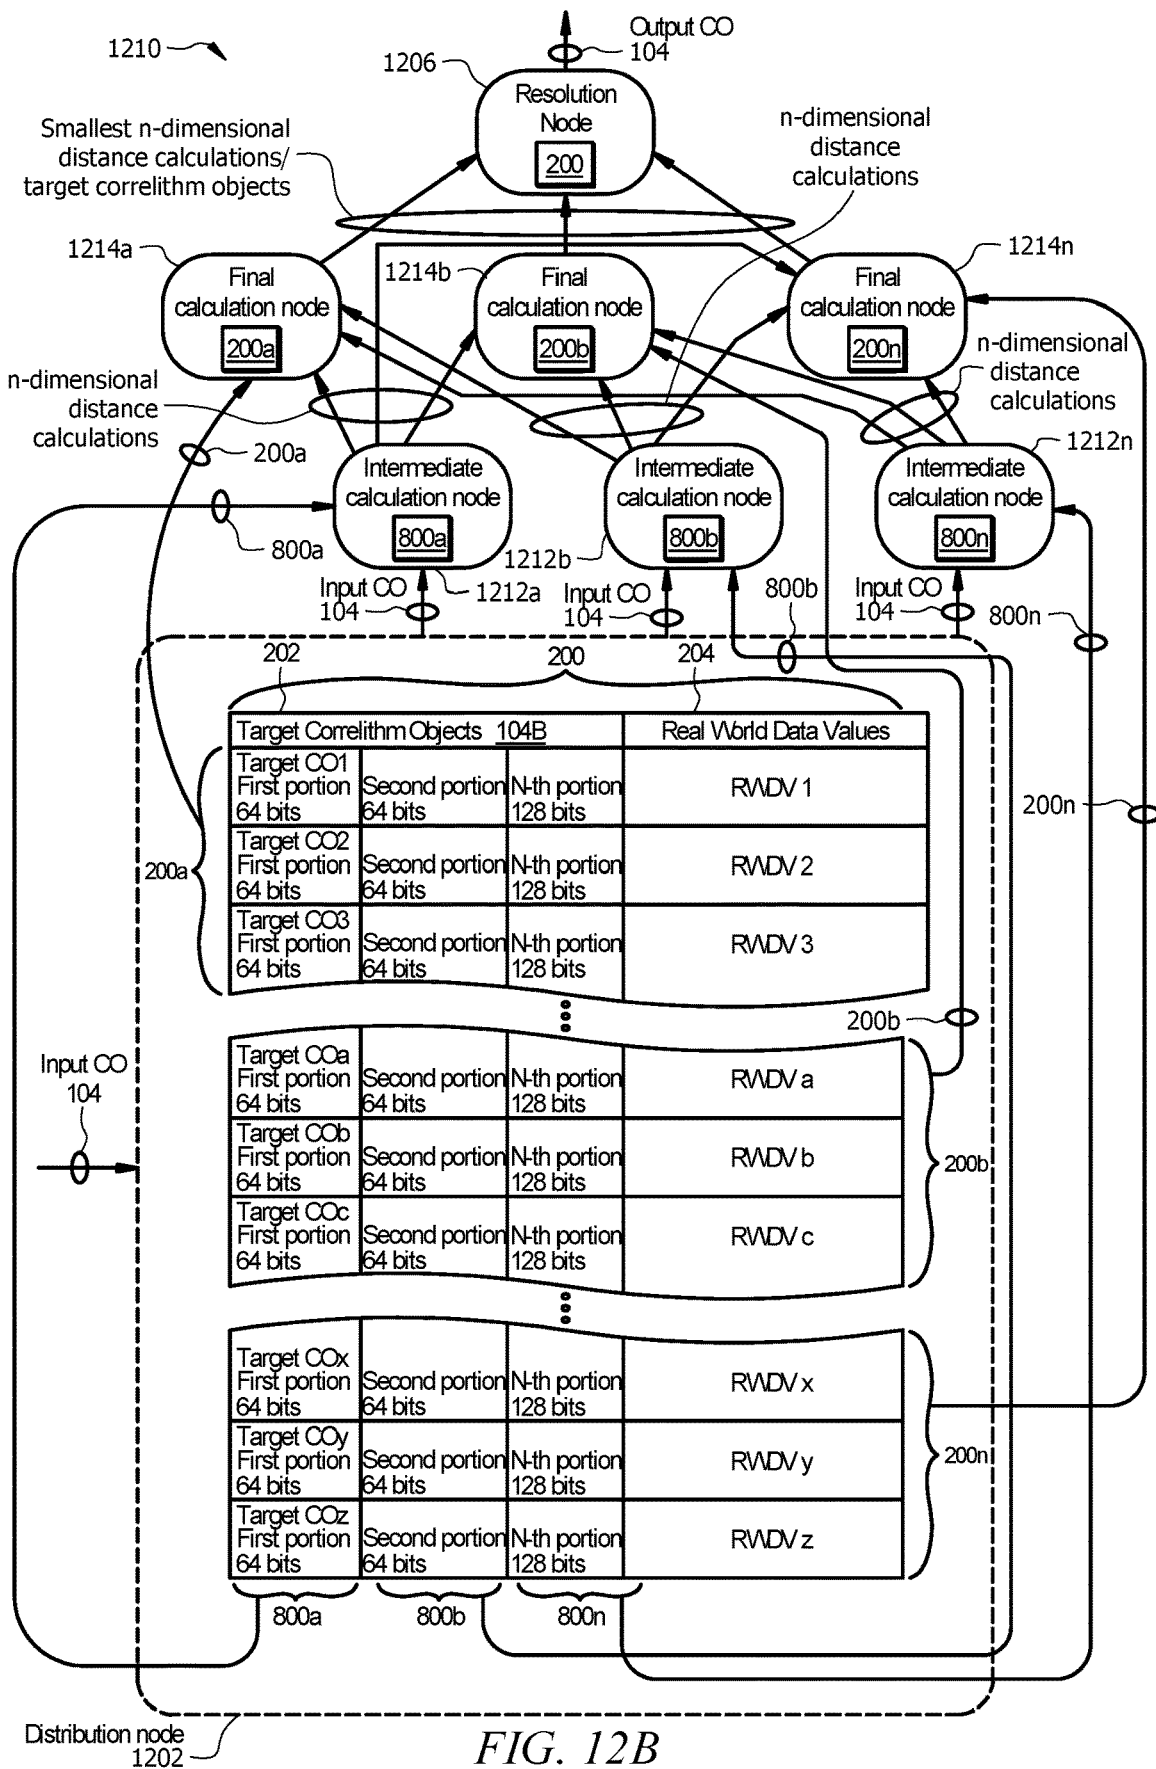 Output CO
104
1210
1206
Resolution
Node
200
Smallest n-dimensional
distance calculations/
target correlithm objects
n-dimensional
distance
calculations
1214a
Final
calculation node
200a
1214b
Final
calculation node
200b
1214n
Final
calculation node
200n
n-dimensional
distance
calculations
n-dimensional
distance
calculations
200a
800a
Intermediate
calculation node
800a
1212a
Intermediate
calculation node
800b
1212b
Intermediate
calculation node
800n
1212n
Input CO
104
Input CO
104
Input CO
104
800b
800n
202
200
204
Target Correlithm Objects 104B
Real World Data Values
Target CO1
First portion
64 bits
Second portion
64 bits
N-th portion
128 bits
RWDV 1
Target CO2
First portion
64 bits
Second portion
64 bits
N-th portion
128 bits
RWDV 2
Target CO3
First portion
64 bits
Second portion
64 bits
N-th portion
128 bits
RWDV 3
200a
200n
200b
Input CO
104
Target COa
First portion
64 bits
Second portion
64 bits
N-th portion
128 bits
RWDV a
Target COb
First portion
64 bits
Second portion
64 bits
N-th portion
128 bits
RWDV b
Target COc
First portion
64 bits
Second portion
64 bits
N-th portion
128 bits
RWDV c
200b
Target COx
First portion
64 bits
Second portion
64 bits
N-th portion
128 bits
RWDV x
Target COy
First portion
64 bits
Second portion
64 bits
N-th portion
128 bits
RWDV y
Target COz
First portion
64 bits
Second portion
64 bits
N-th portion
128 bits
RWDV z
200n
800a
800b
800n
Distribution node
1202
FIG. 12B